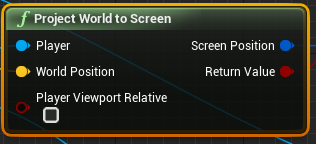 f Project World to Screen
Player Screen Position
World Position Return Value
Player Viewport Relative